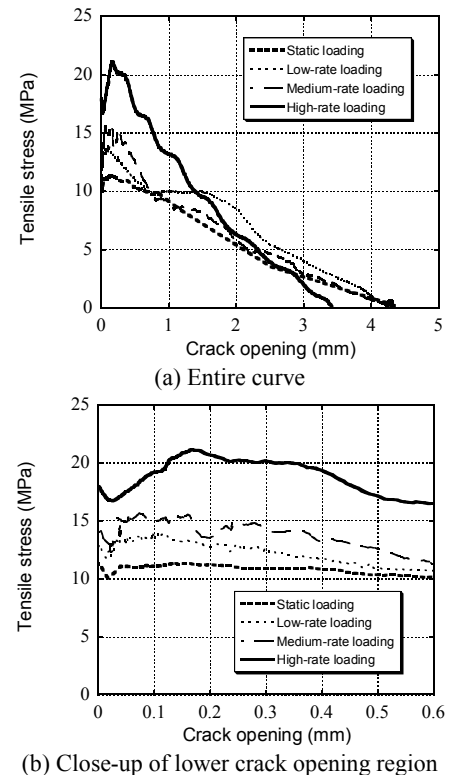 25
20
15
10
5
0
Tensile stress (MPa)
Static loading
Low-rate loading
Medium-rate loading
High-rate loading
0 1 2 3 4 5
Crack opening (mm)
(a) Entire curve
25
20
15
10
5
0
Tensile stress (MPa)
Static loading
Low-rate loading
Medium-rate loading
High-rate loading
0 0.1 0.2 0.3 0.4 0.5 0.6
Crack opening (mm)
(b) Close-up of lower crack opening region